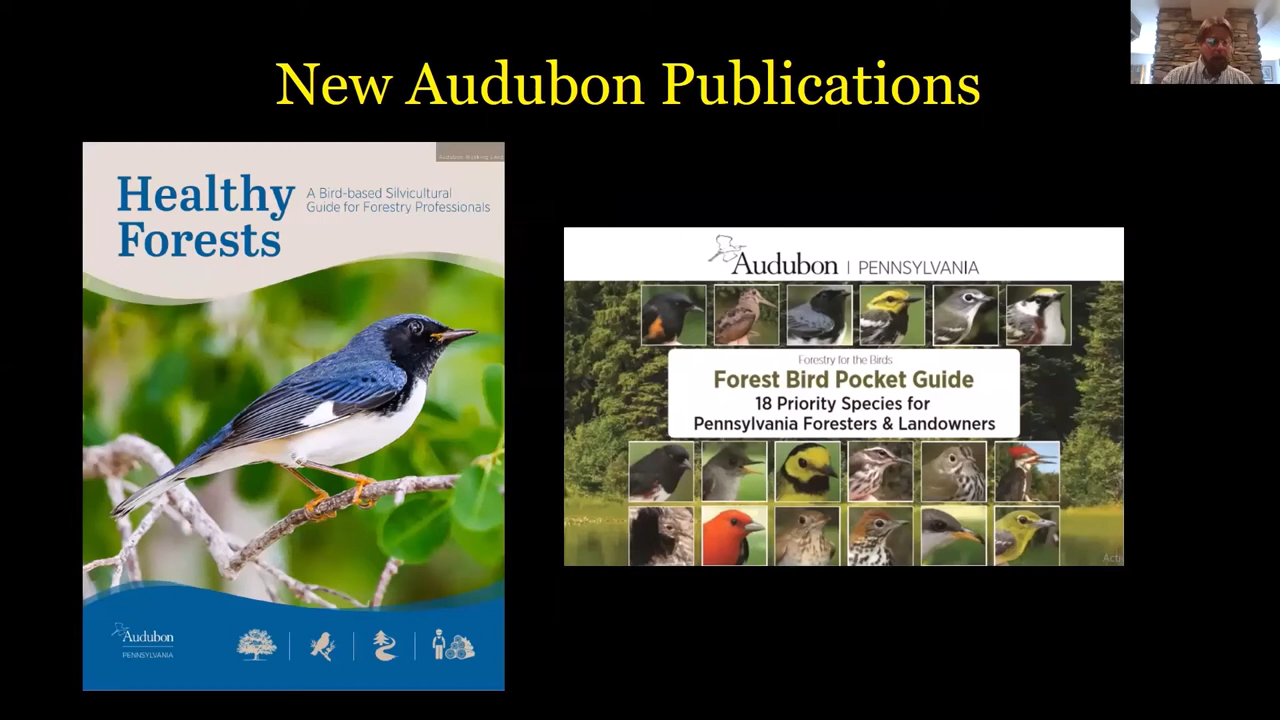 New Audubon Publications
Healthy
Forests
A Bird-based Silvicultural
Guide for Forestry Professionals
Audubon
PENNSYLVANIA
Audubon | PENNSYLVANIA
Forestry for the Birds
Forest Bird Pocket Guide
18 Priority Species for
Pennsylvania Foresters & Landowners